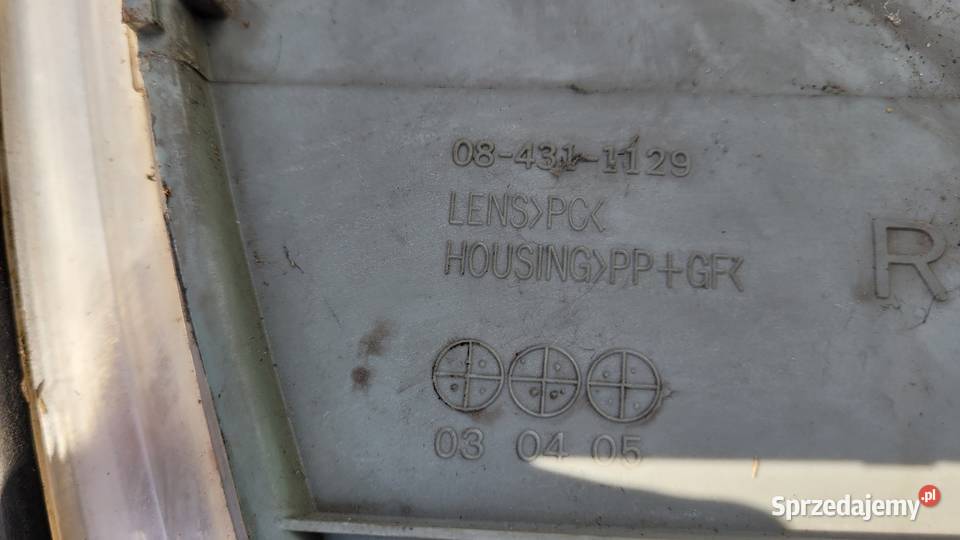 08-431-1129
LENS>PC<
HOUSING>PP+GF<
R
03 04 05
Sprzedajemy.pl